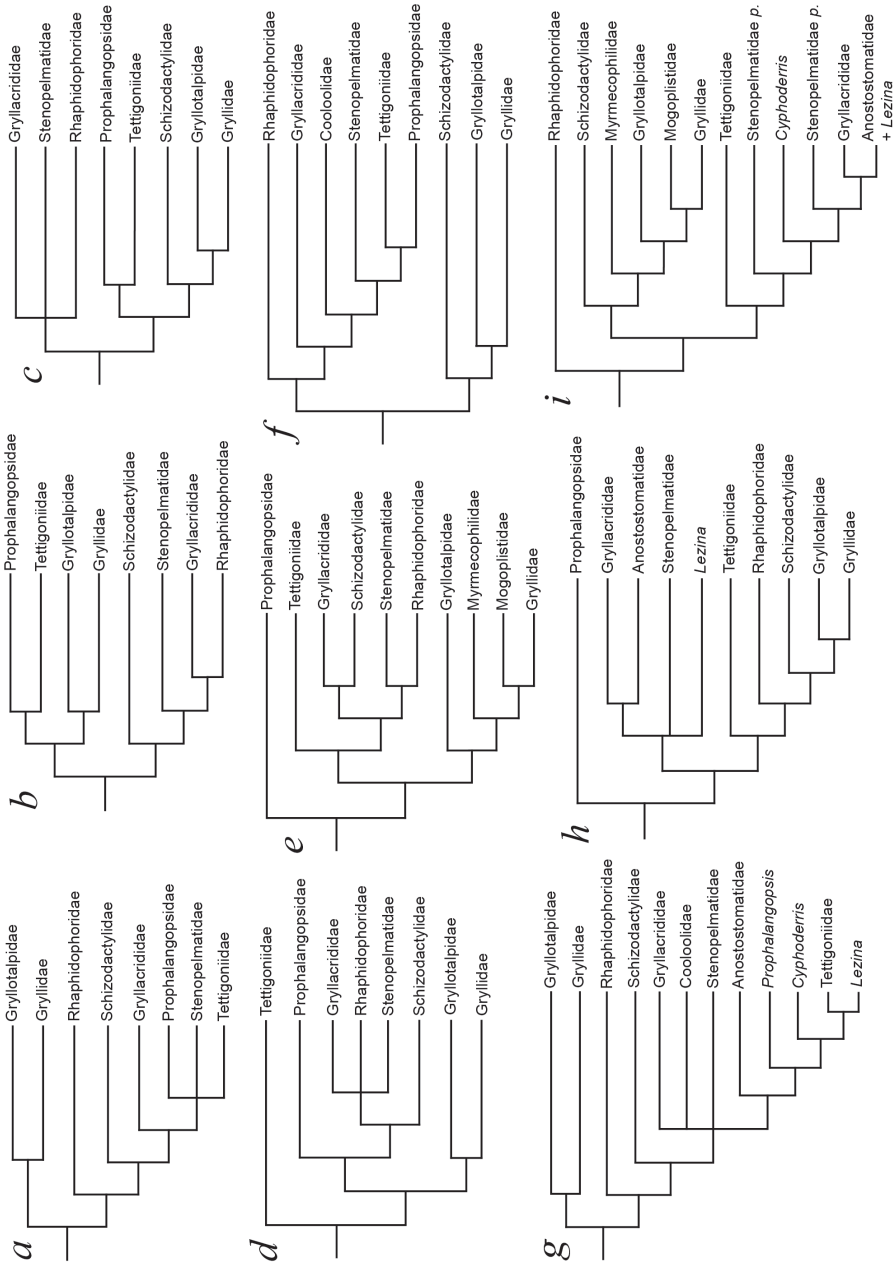 a
Gryllotalpidae
Gryllidae
Rhaphidophoridae
Schizodactylidae
Gryllacrididae
Prophalangopsidae
Stenopelmatidae
Tettigoniidae
b
Prophalangopsidae
Tettigoniidae
Gryllotalpidae
Gryllidae
Schizodactylidae
Stenopelmatidae
Gryllacrididae
Rhaphidophoridae
c
Gryllacrididae
Stenopelmatidae
Rhaphidophoridae
Prophalangopsidae
Tettigoniidae
Schizodactylidae
Gryllotalpidae
Gryllidae
d
Tettigoniidae
Prophalangopsidae
Gryllacrididae
Rhaphidophoridae
Stenopelmatidae
Schizodactylidae
Gryllotalpidae
Gryllidae
e
Prophalangopsidae
Tettigoniidae
Gryllacrididae
Schizodactylidae
Stenopelmatidae
Rhaphidophoridae
Gryllotalpidae
Myrmecophilidae
Mogoplistidae
Gryllidae
f
Rhaphidophoridae
Gryllacrididae
Cooloolidae
Stenopelmatidae
Tettigoniidae
Prophalangopsidae
Schizodactylidae
Gryllotalpidae
Gryllidae
g
Gryllotalpidae
Gryllidae
Rhaphidophoridae
Schizodactylidae
Gryllacrididae
Cooloolidae
Stenopelmatidae
Anostostomatidae
Prophalangopsis
Cyphoderris
Tettigoniidae
Lezina
h
Prophalangopsidae
Gryllacrididae
Anostostomatidae
Stenopelmatidae
Lezina
Tettigoniidae
Rhaphidophoridae
Schizodactylidae
Gryllotalpidae
Gryllidae
i
Rhaphidophoridae
Schizodactylidae
Myrmecophilidae
Gryllotalpidae
Mogoplistidae
Gryllidae
Tettigoniidae
Stenopelmatidae p.
Cyphoderris
Stenopelmatidae p.
Gryllacrididae
Anostostomatidae
+ Lezina